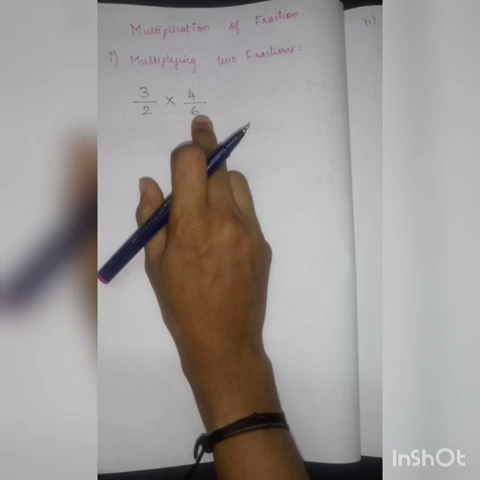 Multiplication of Fraction.
i) Multiplying two Fractions:
3/2 × 4/6
InShOt